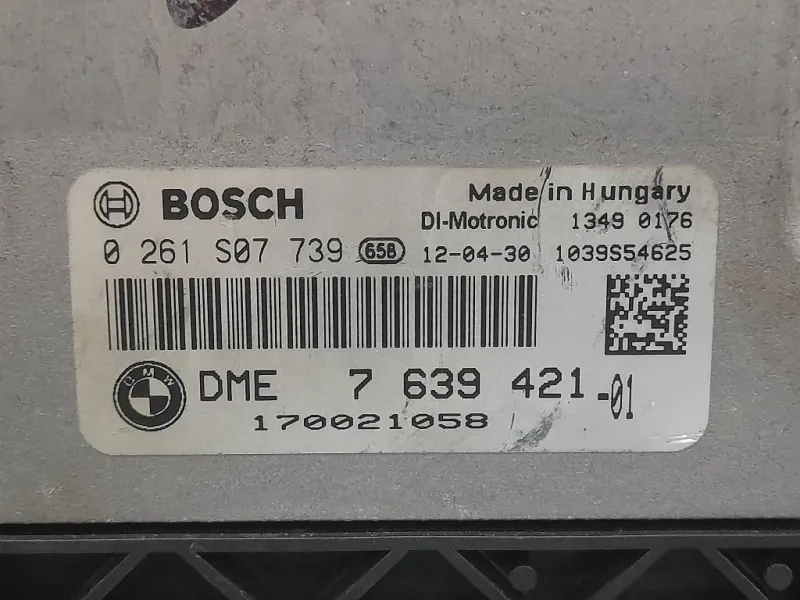 BOSCH Made in Hungary
DI-Motronic 1349 0176
0 261 S07 739 65B 12-04-30 1039S54625
BMW DME 7 639 421-01
170021058